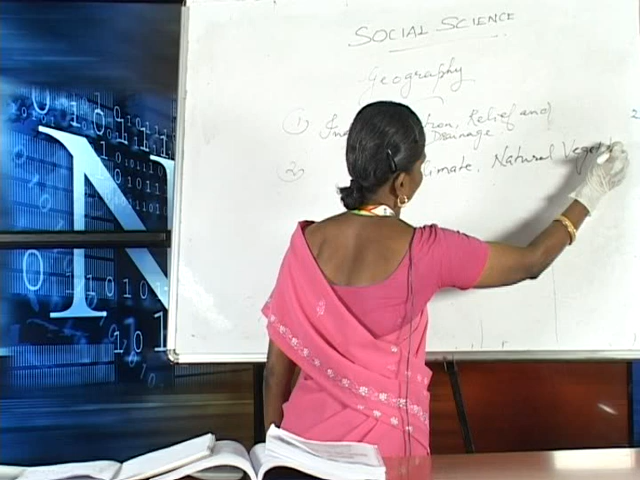 SOCIAL SCIENCE
Geography
1 Relief and
Drainage
2 Climate, Natural Veget
N